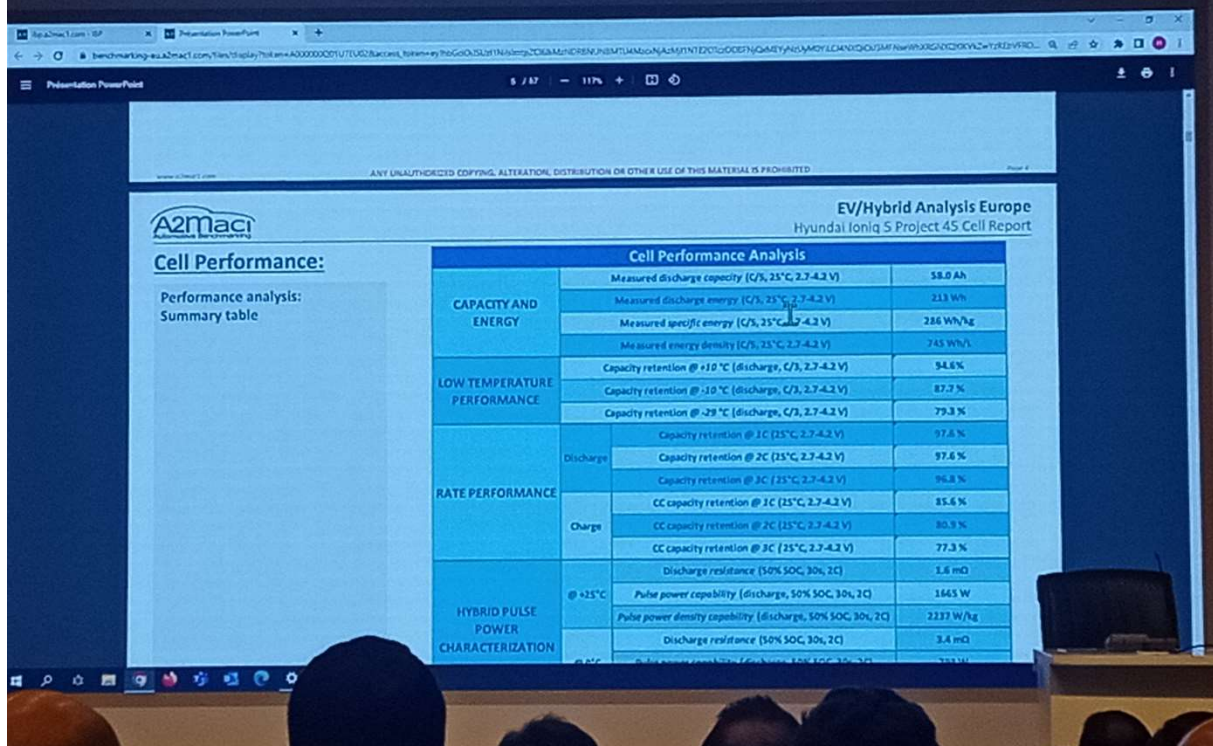 Présentation PowerPoint
Présentation PowerPoint
5 / 67 − 117% +
www.a2mac1.com
ANY UNAUTHORIZED COPYING, ALTERATION, DISTRIBUTION OR OTHER USE OF THIS MATERIAL IS PROHIBITED
Page 4
A2Mac1
Automotive Benchmarking
EV/Hybrid Analysis Europe
Hyundai Ioniq 5 Project 45 Cell Report
Cell Performance:
Performance analysis:
Summary table
Cell Performance Analysis
CAPACITY AND ENERGY
Measured discharge capacity (C/5, 25°C, 2.7-4.2 V) 58.0 Ah
Measured discharge energy (C/5, 25°C, 2.7-4.2 V) 213 Wh
Measured specific energy (C/5, 25°C, 2.7-4.2 V) 286 Wh/kg
Measured energy density (C/5, 25°C, 2.7-4.2 V) 745 Wh/L
LOW TEMPERATURE PERFORMANCE
Capacity retention @ +10 °C (discharge, C/3, 2.7-4.2 V) 94.6%
Capacity retention @ -10 °C (discharge, C/3, 2.7-4.2 V) 87.7 %
Capacity retention @ -29 °C (discharge, C/3, 2.7-4.2 V) 79.3 %
RATE PERFORMANCE
Discharge
Capacity retention @ 1C (25°C, 2.7-4.2 V) 97.6 %
Capacity retention @ 2C (25°C, 2.7-4.2 V) 97.6 %
Capacity retention @ 3C (25°C, 2.7-4.2 V) 96.8 %
Charge
CC capacity retention @ 1C (25°C, 2.7-4.2 V) 85.6 %
CC capacity retention @ 2C (25°C, 2.7-4.2 V) 80.9 %
CC capacity retention @ 3C (25°C, 2.7-4.2 V) 77.3 %
HYBRID PULSE POWER CHARACTERIZATION
@ +25°C
Discharge resistance (50% SOC, 30s, 2C) 1.6 mΩ
Pulse power capability (discharge, 50% SOC, 30s, 2C) 1665 W
Pulse power density capability (discharge, 50% SOC, 30s, 2C) 2237 W/kg
Discharge resistance (50% SOC, 30s, 2C) 3.4 mΩ